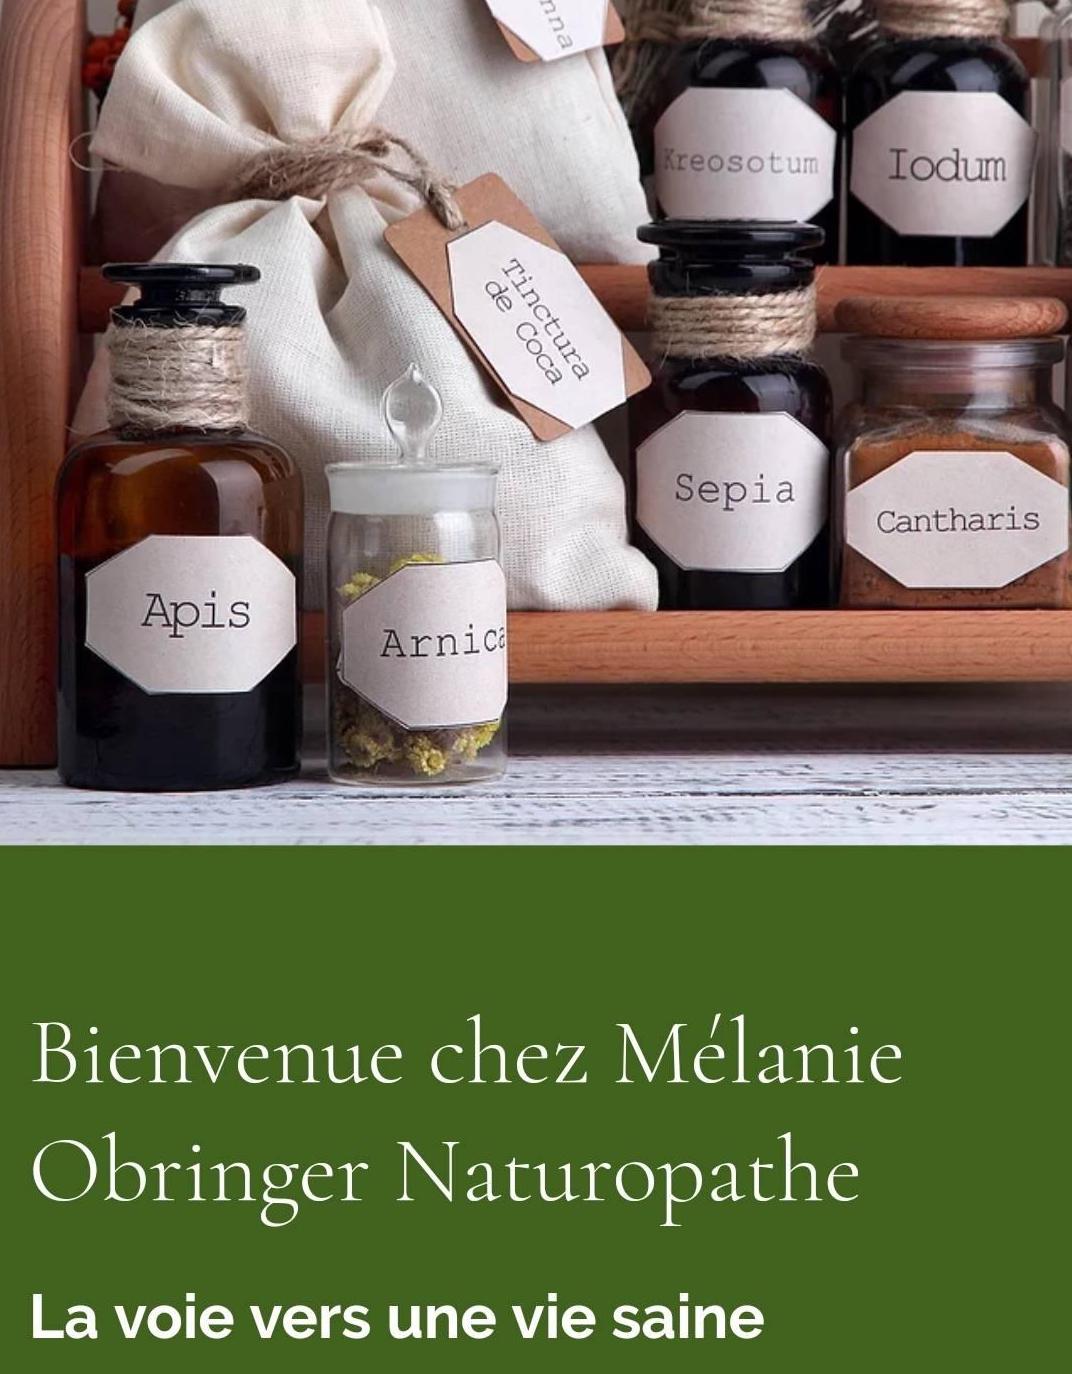 Kreosotum
Iodum
Tinctura
de Coca
Sepia
Cantharis
Apis
Arnica
Bienvenue chez Mélanie
Obringer Naturopathe
La voie vers une vie saine